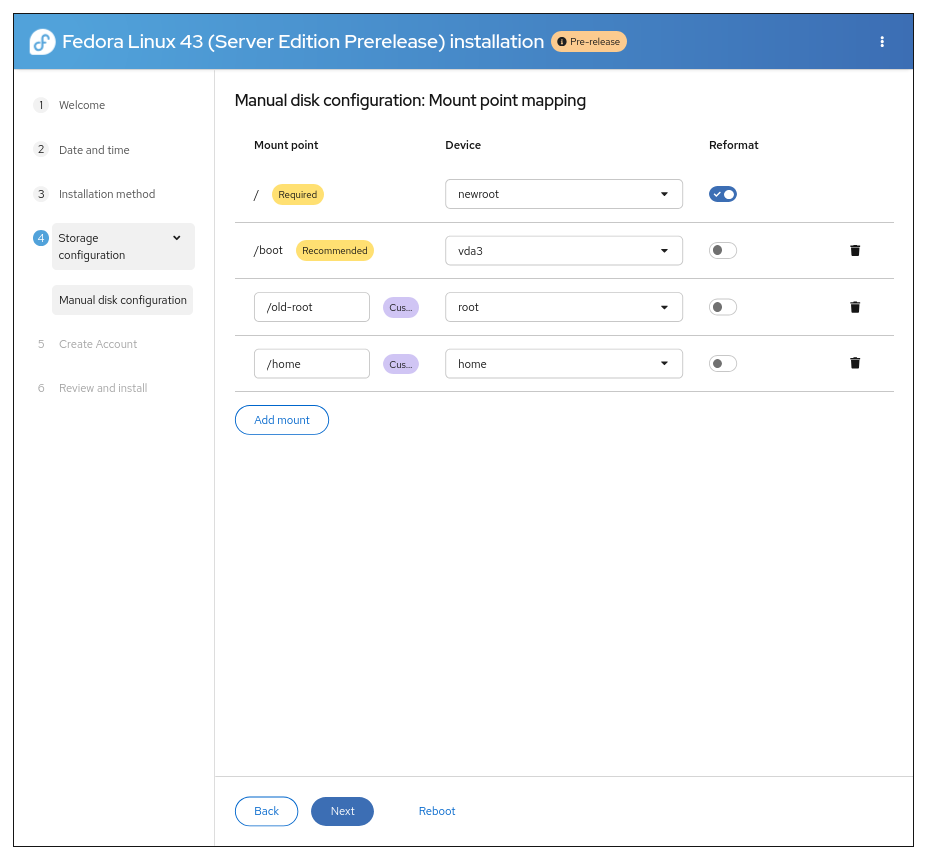 Fedora Linux 43 (Server Edition Prerelease) installation Pre-release
1 Welcome
2 Date and time
3 Installation method
4 Storage
configuration
Manual disk configuration
5 Create Account
6 Review and install
Manual disk configuration: Mount point mapping
Mount point Device Reformat
/ Required newroot
/boot Recommended vda3
/old-root Cus... root
/home Cus... home
Add mount
Back Next Reboot